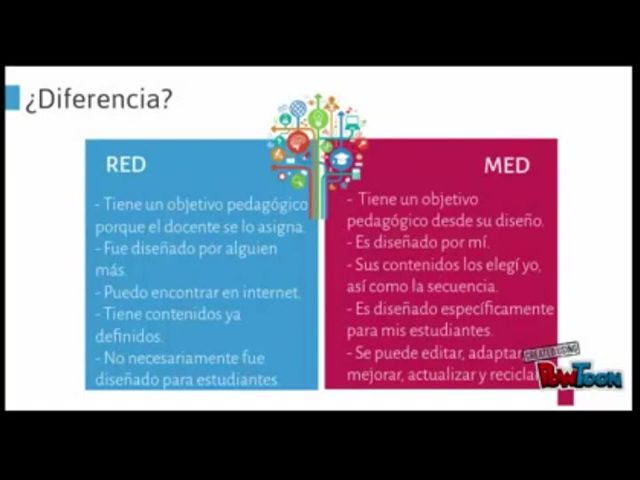 ¿Diferencia?
RED
- Tiene un objetivo pedagógico
porque el docente se lo asigna.
- Fue diseñado por alguien
más.
- Puedo encontrar en internet.
- Tiene contenidos ya
definidos.
- No necesariamente fue
diseñado para estudiantes
MED
- Tiene un objetivo
pedagógico desde su diseño.
- Es diseñado por mí.
- Sus contenidos los elegí yo,
así como la secuencia.
- Es diseñado específicamente
para mis estudiantes.
- Se puede editar, adaptar,
mejorar, actualizar y
CREATED USING
PowToon